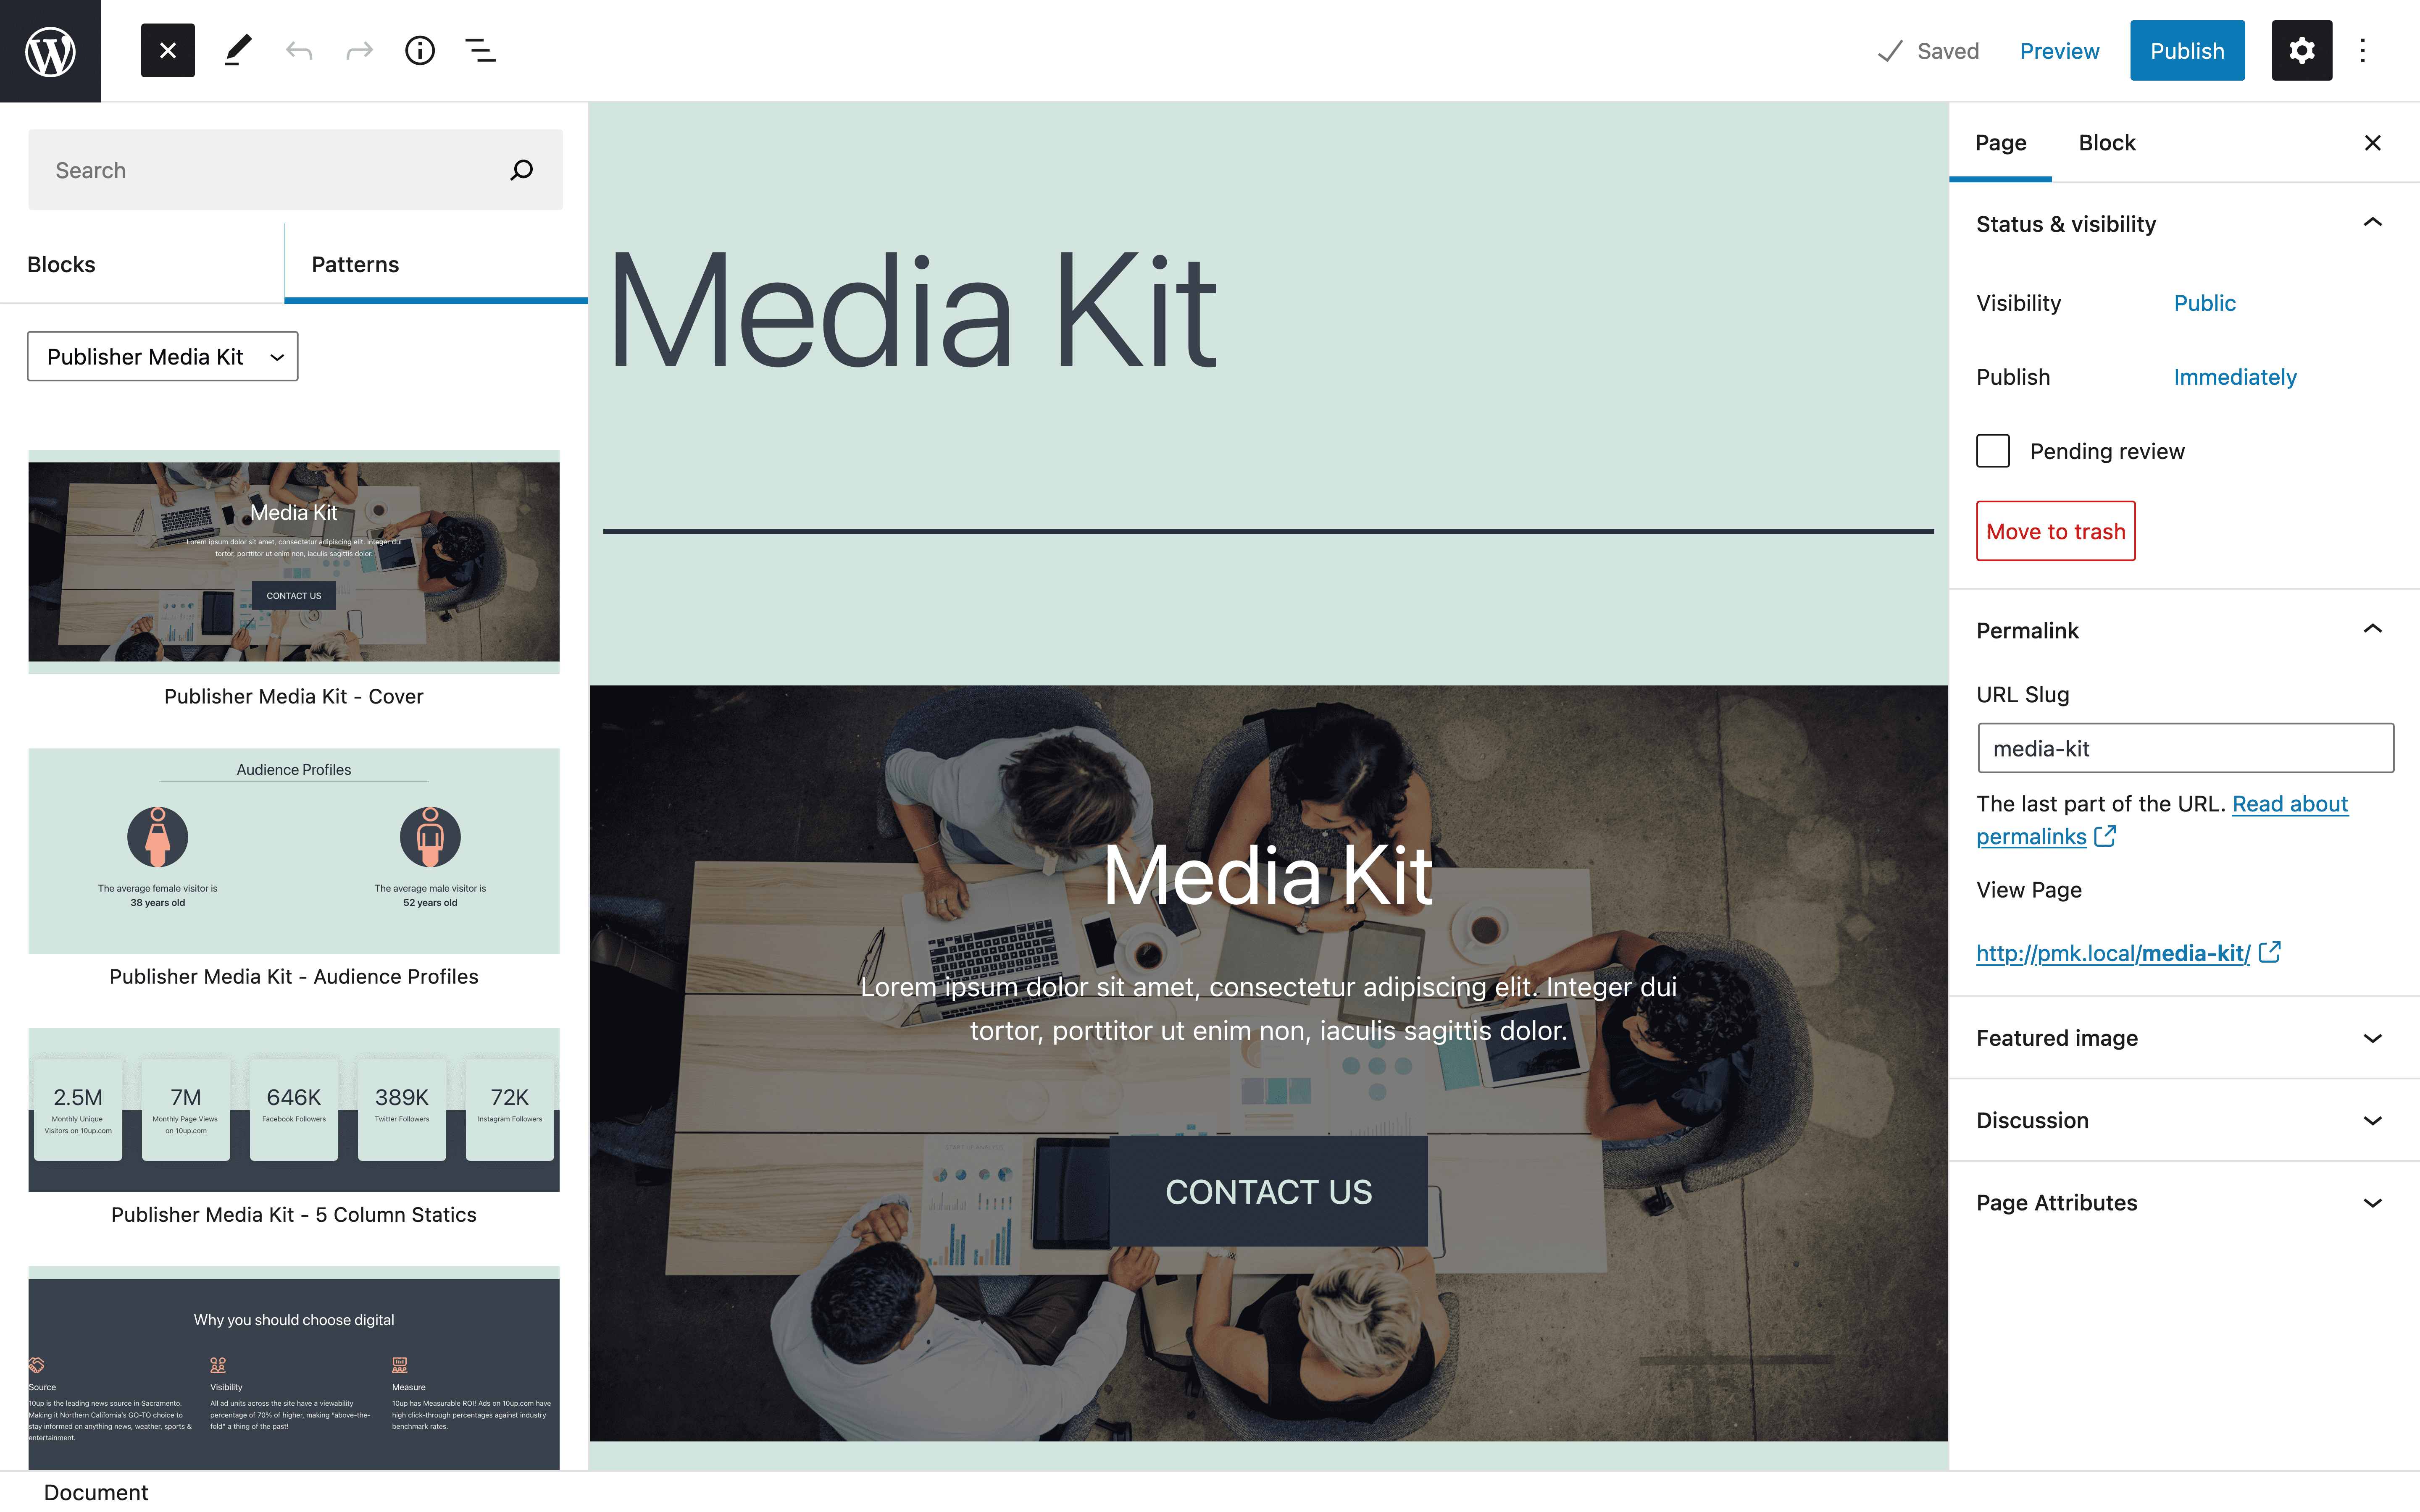 Saved
Preview
Publish
Search
Blocks
Patterns
Publisher Media Kit
Media Kit
Lorem ipsum dolor sit amet, consectetur adipiscing elit. Integer dui
tortor, porttitor ut enim non, iaculis sagittis dolor.
CONTACT US
Publisher Media Kit - Cover
Audience Profiles
The average female visitor is
38 years old
The average male visitor is
52 years old
Publisher Media Kit - Audience Profiles
2.5M
Monthly Unique
Visitors on 10up.com
7M
Monthly Page Views
on 10up.com
646K
Facebook Followers
389K
Twitter Followers
72K
Instagram Followers
Publisher Media Kit - 5 Column Statics
Why you should choose digital
Source
10up is the leading news source in Sacramento.
Making it Northern California's GO-TO choice to
stay informed on anything news, weather, sports &
entertainment.
Visibility
All ad units across the site have a viewability
percentage of 70% of higher, making "above-the-
fold" a thing of the past!
Measure
10up has Measurable ROI! Ads on 10up.com have
high click-through percentages against industry
benchmark rates.
Media Kit
Media Kit
Lorem ipsum dolor sit amet, consectetur adipiscing elit. Integer dui
tortor, porttitor ut enim non, iaculis sagittis dolor.
CONTACT US
Page
Block
Status & visibility
Visibility
Public
Publish
Immediately
Pending review
Move to trash
Permalink
URL Slug
media-kit
The last part of the URL. Read about
permalinks
View Page
http://pmk.local/media-kit/
Featured image
Discussion
Page Attributes
Document